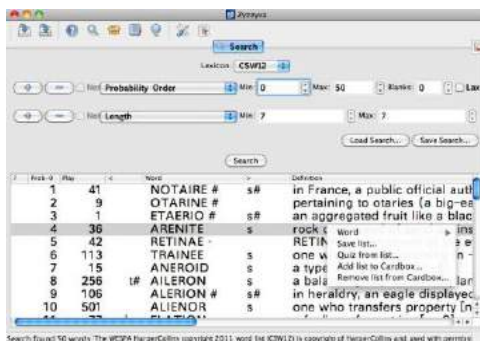 Zyzzyva
Search
Lexicon: CSW12
Not Probability Order Min: 0 Max: 50 Blanks: 0 Lax
Not Length Min: 7 Max: 7
Load Search... Save Search...
Search
Play < Word > Definition
1 41 NOTAIRE # s# in France, a public official auth
2 9 OTARINE # pertaining to otaries (a big-ea
3 1 ETAERIO # s# an aggregated fruit like a blac
4 36 ARENITE s rock
5 42 RETINAE - RETIN
6 113 TRAINEE s one w
7 15 ANEROID s a type
8 256 t# AILERON s a bala
9 106 ALERION # s# in heraldry, an eagle displayed
10 501 ALIENOR s one who transfers property [n
Word
Save list...
Quiz from list...
Add list to Cardbox...
Remove list from Cardbox...
Search found 50 words The WESPA HarperCollins copyright 2011 word list (CSW12) is copyright of HarperCollins and used with permiss